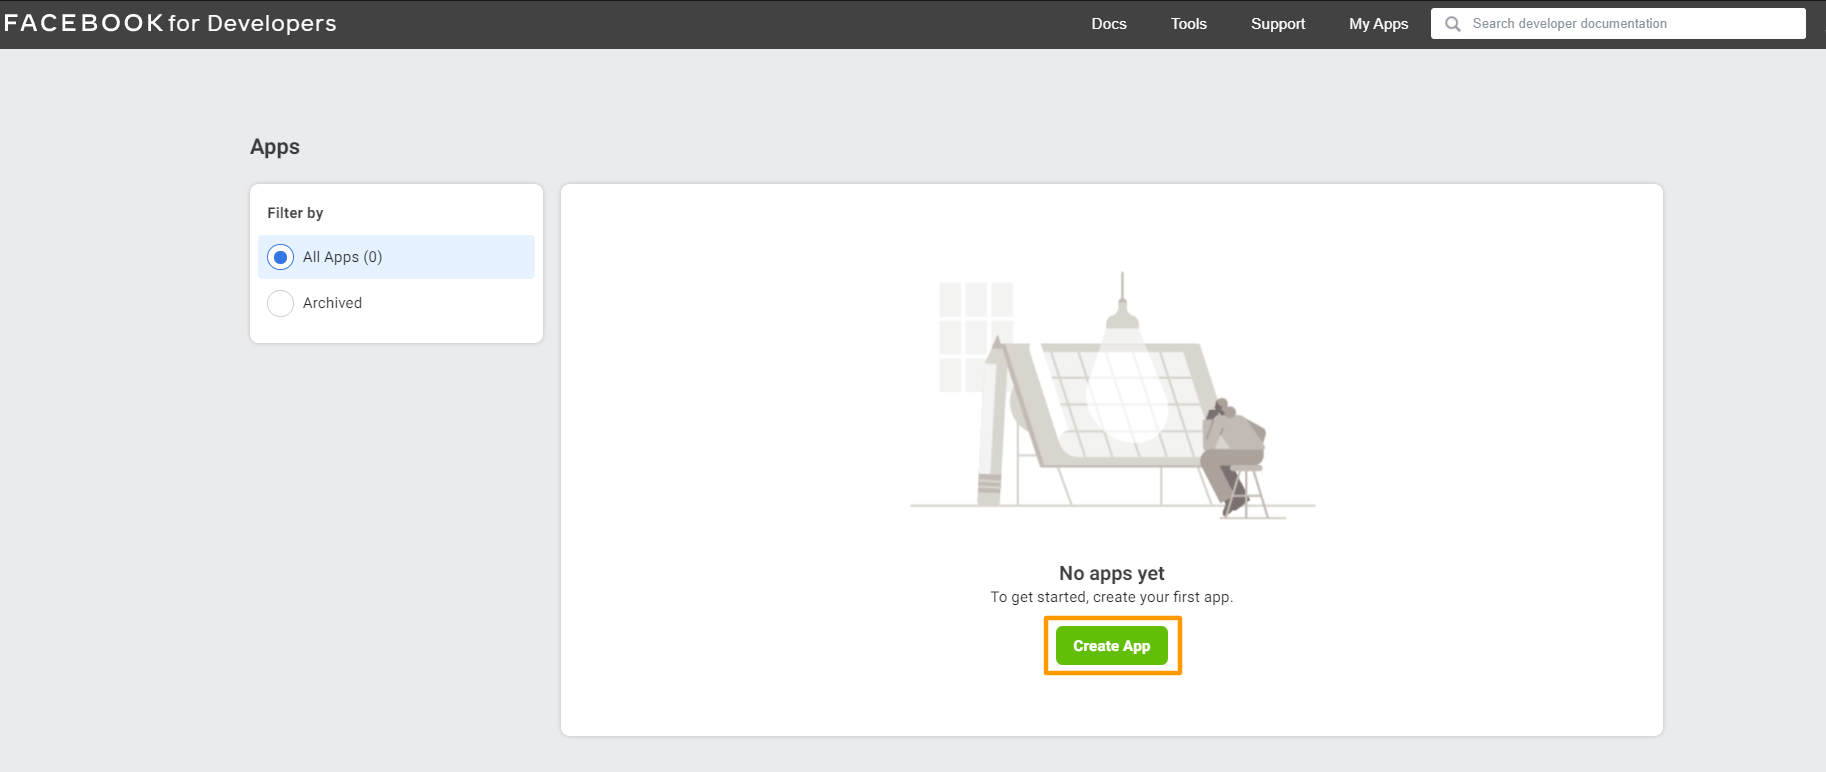 FACEBOOK for Developers
Docs
Tools
Support
My Apps
Search developer documentation
Apps
Filter by
All Apps (0)
Archived
No apps yet
To get started, create your first app.
Create App